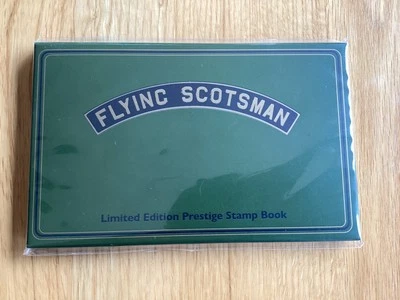 FLYING SCOTSMAN
Limited Edition Prestige Stamp Book